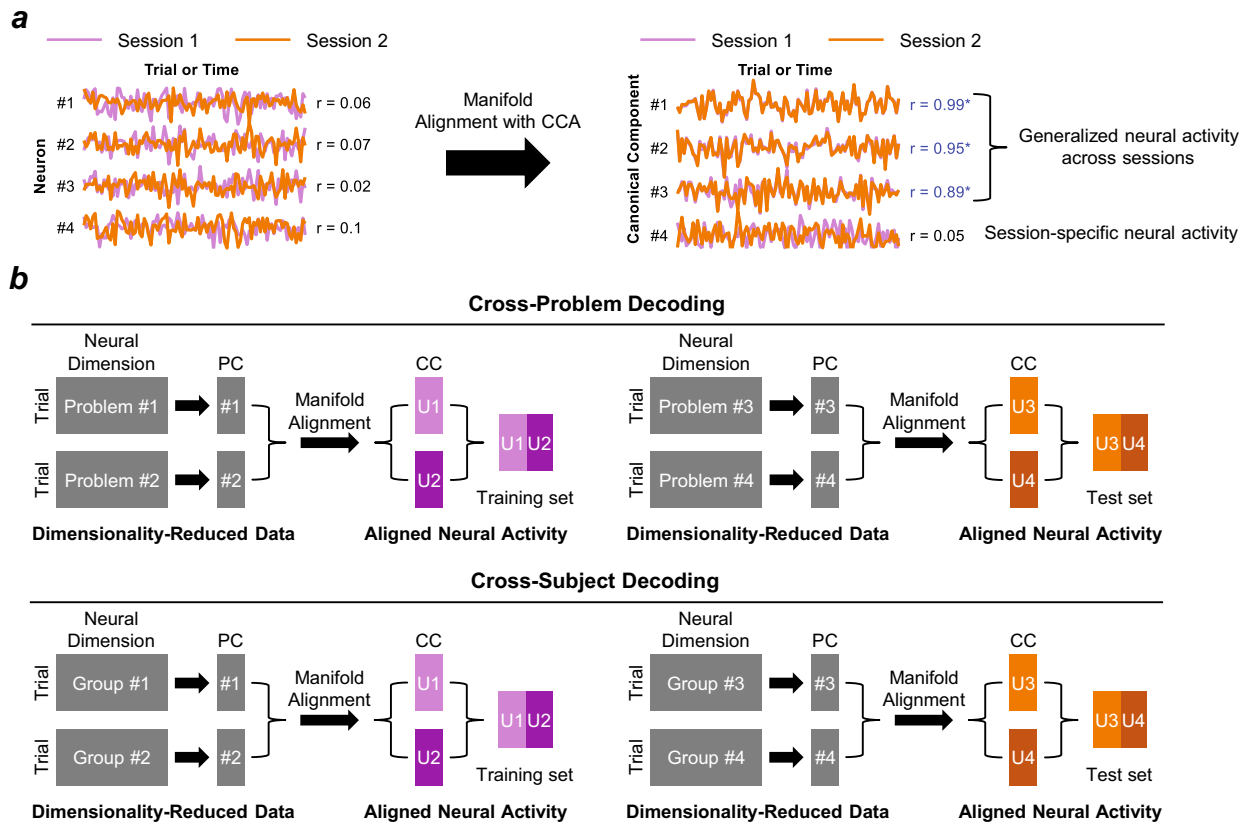 a
Session 1 Session 2
Trial or Time
Neuron
#1 r = 0.06
#2 r = 0.07
#3 r = 0.02
#4 r = 0.1
Manifold
Alignment with CCA
Session 1 Session 2
Trial or Time
Canonical Component
#1 r = 0.99*
#2 r = 0.95*
#3 r = 0.89*
#4 r = 0.05
Generalized neural activity
across sessions
Session-specific neural activity
b
Cross-Problem Decoding
Neural
Dimension PC
Trial Problem #1 #1
Trial Problem #2 #2
Manifold
Alignment
CC
U1
U2
U1 U2
Training set
Dimensionality-Reduced Data Aligned Neural Activity
Neural
Dimension PC
Trial Problem #3 #3
Trial Problem #4 #4
Manifold
Alignment
CC
U3
U4
U3 U4
Test set
Dimensionality-Reduced Data Aligned Neural Activity
Cross-Subject Decoding
Neural
Dimension PC
Trial Group #1 #1
Trial Group #2 #2
Manifold
Alignment
CC
U1
U2
U1 U2
Training set
Dimensionality-Reduced Data Aligned Neural Activity
Neural
Dimension PC
Trial Group #3 #3
Trial Group #4 #4
Manifold
Alignment
CC
U3
U4
U3 U4
Test set
Dimensionality-Reduced Data Aligned Neural Activity